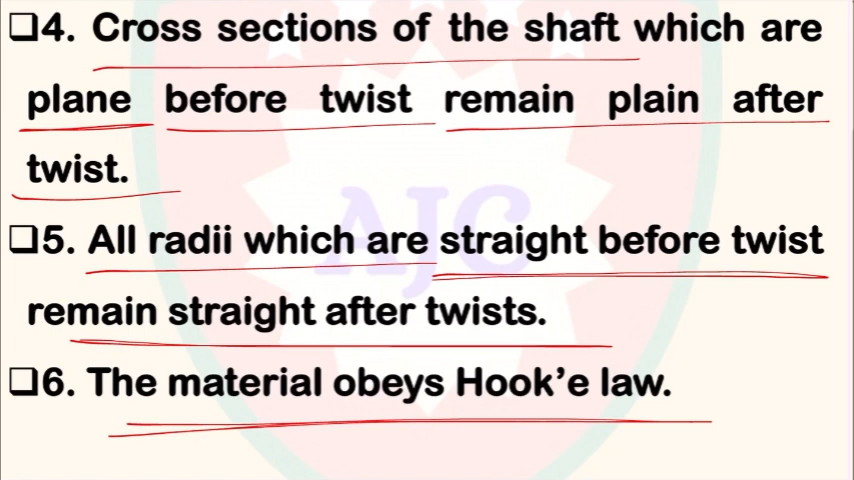 ❑4. Cross sections of the shaft which are
plane before twist remain plain after
twist.
❑5. All radii which are straight before twist
remain straight after twists.
❑6. The material obeys Hook’e law.
AJC